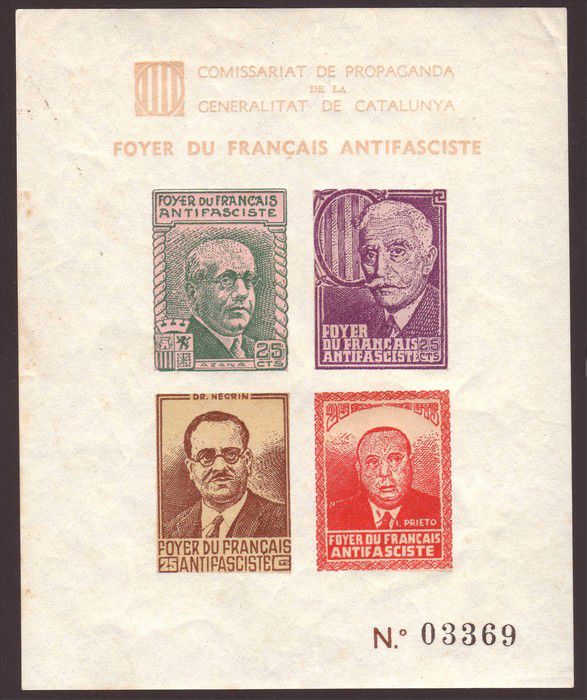 COMISSARIAT DE PROPAGANDA
DE LA
GENERALITAT DE CATALUNYA
FOYER DU FRANÇAIS ANTIFASCISTE
FOYER DU FRANÇAIS
ANTIFASCISTE
25
CTS
AZAÑA
FOYER
DU FRANÇAIS 25
ANTIFASCISTE CTS
DR. NEGRIN
FOYER DU FRANÇAIS
25 ANTIFASCISTE
25 CTS
I. PRIETO
FOYER DU FRANÇAIS
ANTIFASCISTE
N.º 03369